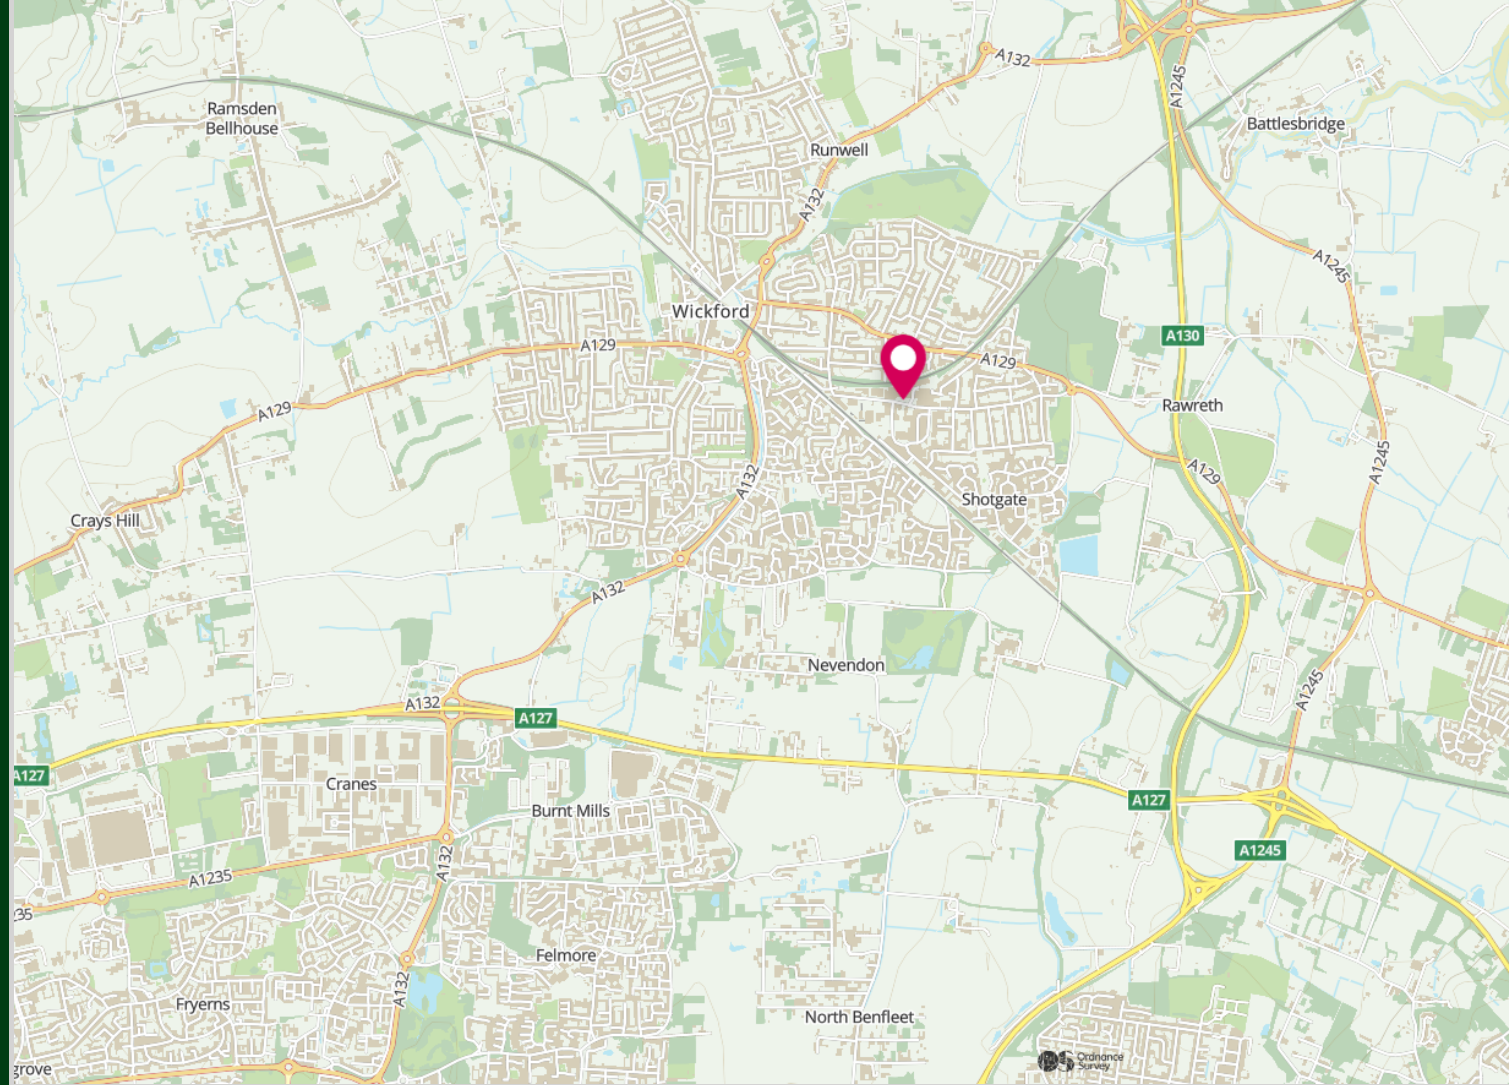 A132
A1245
Ramsden
Bellhouse
Battlesbridge
Runwell
A132
A1245
Wickford
A130
A129
A129
A129
Rawreth
A1245
A129
A132
Shotgate
Crays Hill
A132
Nevendon
A1245
A132
A127
A127
Cranes
A127
Burnt Mills
A1245
A132
A1235
35
Felmore
A132
Fryerns
North Benfleet
Ordnance
Survey
grove